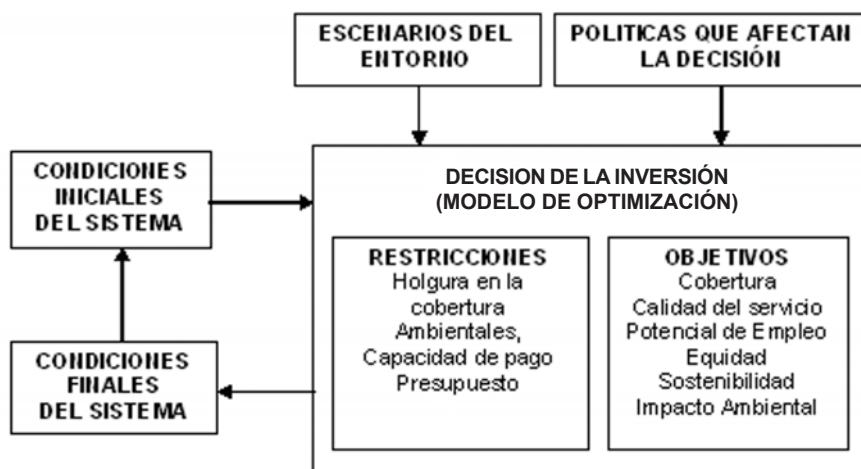 ESCENARIOS DEL
ENTORNO
POLITICAS QUE AFECTAN
LA DECISIÓN
CONDICIONES
INICIALES
DEL SISTEMA
DECISION DE LA INVERSIÓN
(MODELO DE OPTIMIZACIÓN)
RESTRICCIONES
Holgura en la
cobertura
Ambientales,
Capacidad de pago
Presupuesto
OBJETIVOS
Cobertura
Calidad del servicio
Potencial de Empleo
Equidad
Sostenibilidad
Impacto Ambiental
CONDICIONES
FINALES
DEL SISTEMA